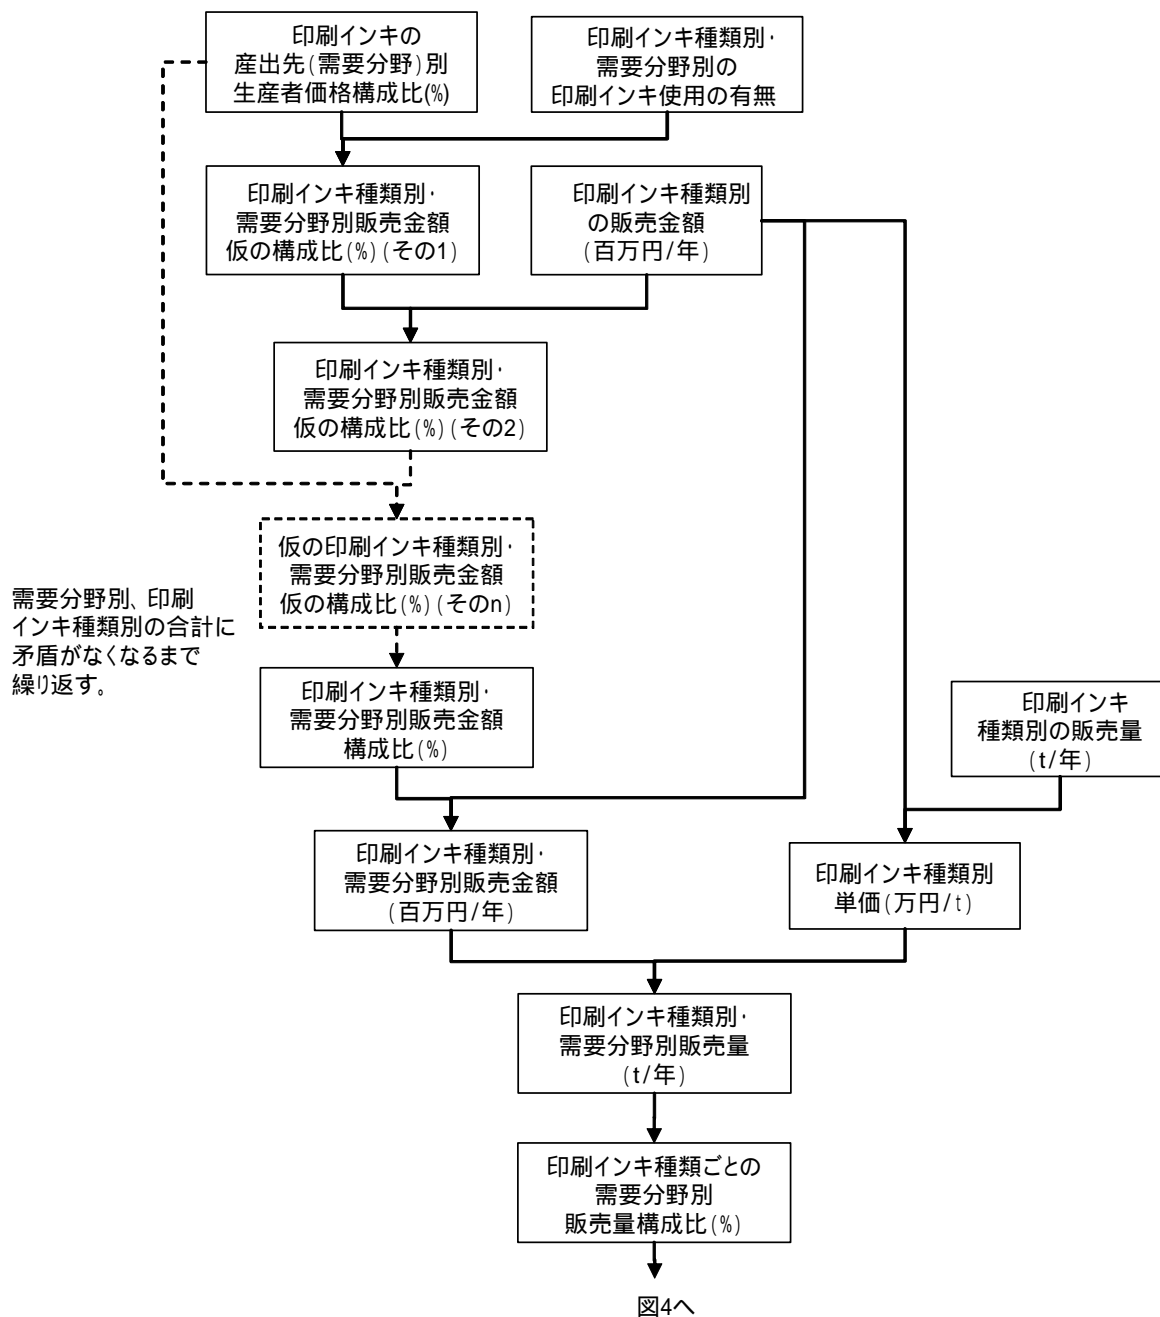 印刷インキの
産出先(需要分野)別
生産者価格構成比(%)
印刷インキ種類別・
需要分野別の
印刷インキ使用の有無
印刷インキ種類別・
需要分野別販売金額
仮の構成比(%)(その1)
印刷インキ種類別
の販売金額
(百万円/年)
印刷インキ種類別・
需要分野別販売金額
仮の構成比(%)(その2)
仮の印刷インキ種類別・
需要分野別販売金額
仮の構成比(%)(そのn)
需要分野別、印刷
インキ種類別の合計に
矛盾がなくなるまで
繰り返す。
印刷インキ種類別・
需要分野別販売金額
構成比(%)
印刷インキ
種類別の販売量
(t/年)
印刷インキ種類別・
需要分野別販売金額
(百万円/年)
印刷インキ種類別
単価(万円/t)
印刷インキ種類別・
需要分野別販売量
(t/年)
印刷インキ種類ごとの
需要分野別
販売量構成比(%)
図4へ